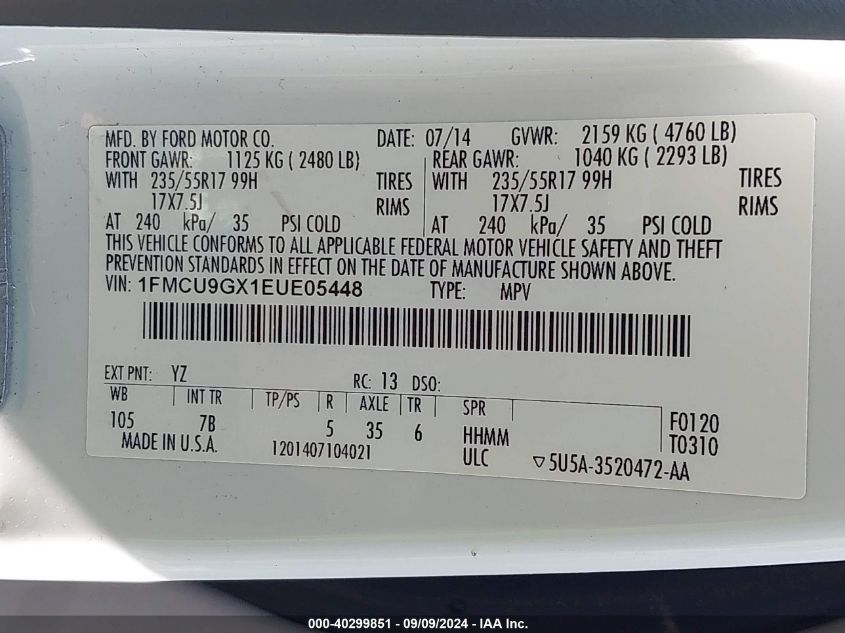 MFD. BY FORD MOTOR CO. DATE: 07/14 GVWR: 2159 KG ( 4760 LB)
FRONT GAWR: 1125 KG ( 2480 LB) REAR GAWR: 1040 KG ( 2293 LB)
WITH 235/55R17 99H TIRES WITH 235/55R17 99H TIRES
17X7.5J RIMS 17X7.5J RIMS
AT 240 kPa/ 35 PSI COLD AT 240 kPa/ 35 PSI COLD
THIS VEHICLE CONFORMS TO ALL APPLICABLE FEDERAL MOTOR VEHICLE SAFETY AND THEFT
PREVENTION STANDARDS IN EFFECT ON THE DATE OF MANUFACTURE SHOWN ABOVE.
VIN: 1FMCU9GX1EUE05448 TYPE: MPV
EXT PNT: YZ RC: 13 DSO:
WB INT TR TP/PS R AXLE TR SPR
105 7B 5 35 6 HHMM F0120
MADE IN U.S.A. 1201407104021 ULC ▽5U5A-3520472-AA T0310
000-40299851 - 09/09/2024 - IAA Inc.